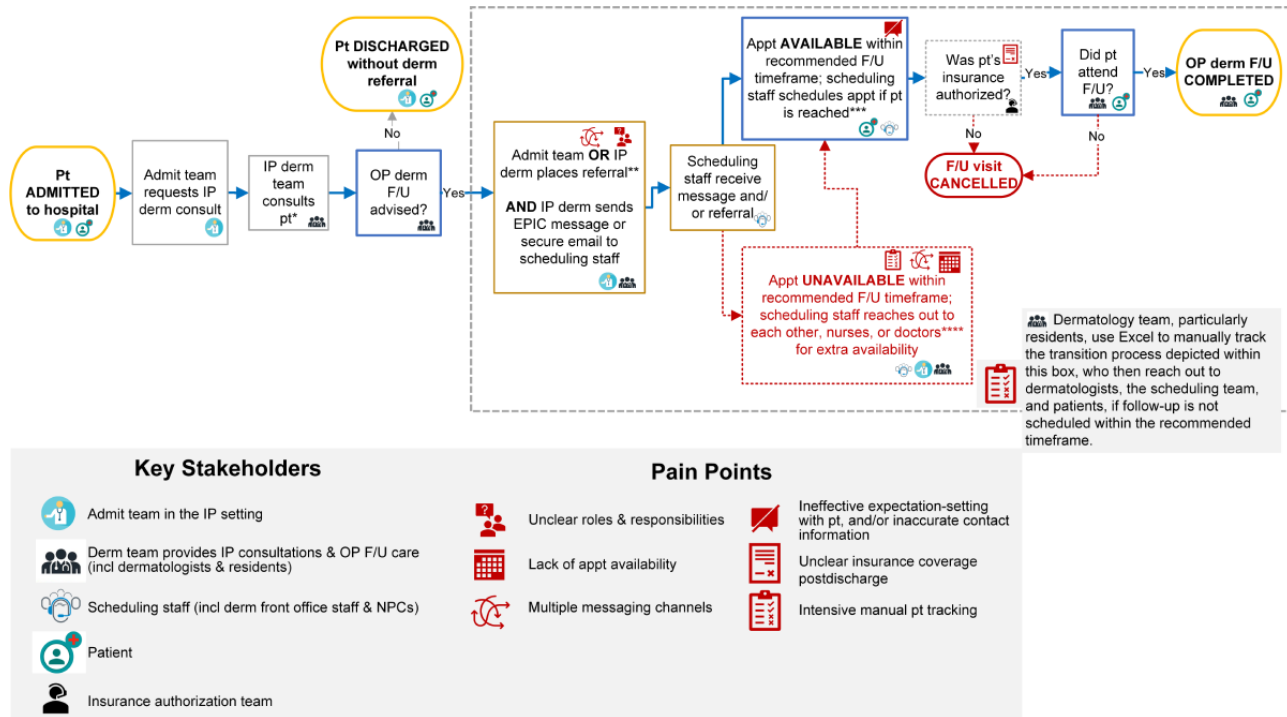 Pt DISCHARGED
without derm
referral
No
Pt
ADMITTED
to hospital
Admit team
requests IP
derm consult
IP derm
team
consults
pt*
OP derm
F/U
advised?
Yes
Admit team OR IP
derm places referral**
AND IP derm sends
EPIC message or
secure email to
scheduling staff
Scheduling
staff receive
message and/
or referral
Appt AVAILABLE within
recommended F/U
timeframe; scheduling
staff schedules appt if pt
is reached***
Appt UNAVAILABLE within
recommended F/U timeframe;
scheduling staff reaches out to
each other, nurses, or doctors****
for extra availability
Was pt's
insurance
authorized?
Yes
No
Did pt
attend
F/U?
Yes
No
OP derm F/U
COMPLETED
F/U visit
CANCELLED
Dermatology team, particularly
residents, use Excel to manually track
the transition process depicted within
this box, who then reach out to
dermatologists, the scheduling team,
and patients, if follow-up is not
scheduled within the recommended
timeframe.
Key Stakeholders
Admit team in the IP setting
Derm team provides IP consultations & OP F/U care
(incl dermatologists & residents)
Scheduling staff (incl derm front office staff & NPCs)
Patient
Insurance authorization team
Pain Points
Unclear roles & responsibilities
Lack of appt availability
Multiple messaging channels
Ineffective expectation-setting
with pt, and/or inaccurate contact
information
Unclear insurance coverage
postdischarge
Intensive manual pt tracking